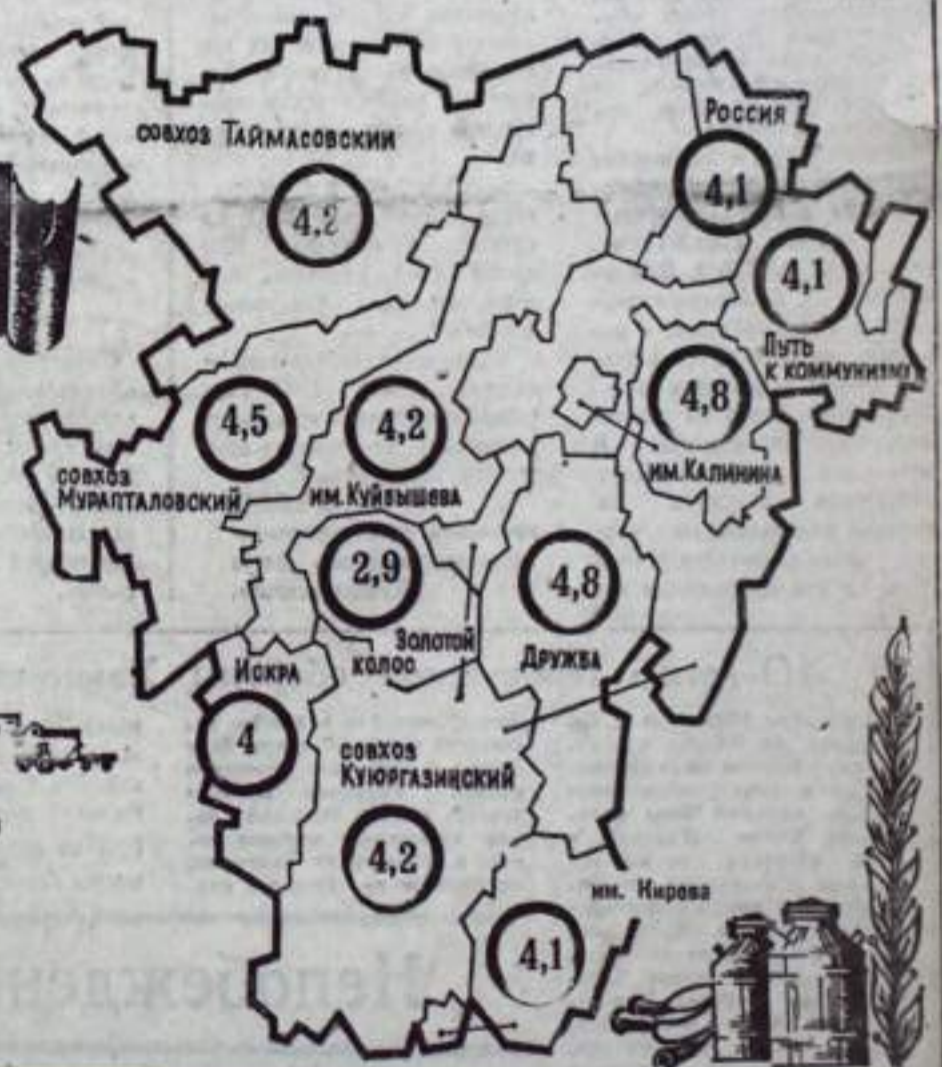 Россия
4,1
совхоз Таймасовский
4,2
4,1
Путь
к коммунизму
4,5
совхоз
Мурапталовский
4,2
им. Куйбышева
4,8
им. Калинина
2,9
Золотой
колос
4,8
Дружба
Искра
4
совхоз
Куюргазинский
4,2
им. Кирова
4,1